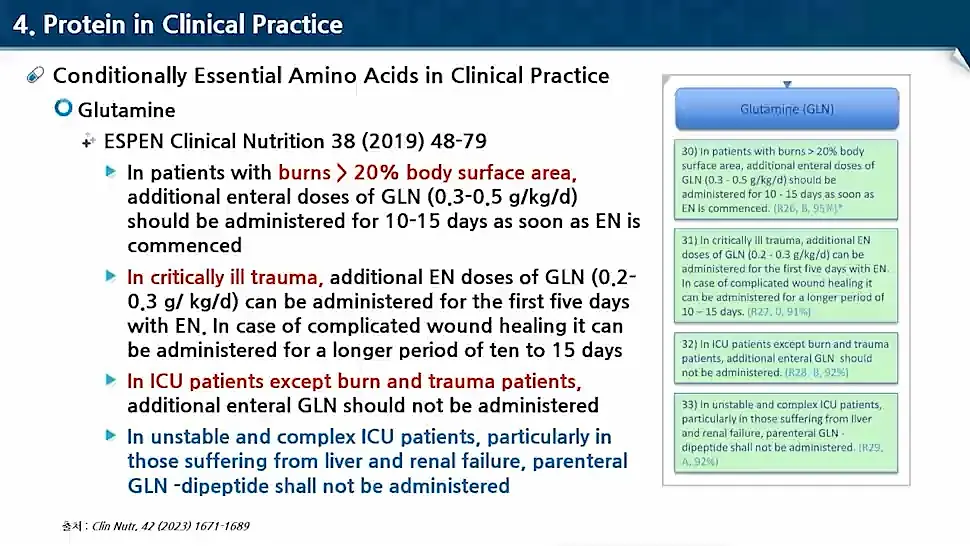 4. Protein in Clinical Practice
Conditionally Essential Amino Acids in Clinical Practice
Glutamine
ESPEN Clinical Nutrition 38 (2019) 48-79
In patients with burns > 20% body surface area,
additional enteral doses of GLN (0.3-0.5 g/kg/d)
should be administered for 10-15 days as soon as EN is
commenced
In critically ill trauma, additional EN doses of GLN (0.2-
0.3 g/ kg/d) can be administered for the first five days
with EN. In case of complicated wound healing it can
be administered for a longer period of ten to 15 days
In ICU patients except burn and trauma patients,
additional enteral GLN should not be administered
In unstable and complex ICU patients, particularly in
those suffering from liver and renal failure, parenteral
GLN -dipeptide shall not be administered
출처 : Clin Nutr. 42 (2023) 1671-1689
Glutamine (GLN)
30) In patients with burns > 20% body
surface area, additional enteral doses of
GLN (0.3 - 0.5 g/kg/d) should be
administered for 10 - 15 days as soon as
EN is commenced. (R26, B, 95%)*
31) In critically ill trauma, additional EN
doses of GLN (0.2 - 0.3 g/kg/d) can be
administered for the first five days with EN.
In case of complicated wound healing it
can be administered for a longer period of
10 – 15 days. (R27, 0, 91%)
32) In ICU patients except burn and trauma
patients, additional enteral GLN should
not be administered. (R28, B, 92%)
33) In unstable and complex ICU patients,
particularly in those suffering from liver
and renal failure, parenteral GLN -
dipeptide shall not be administered. (R29,
A, 92%)